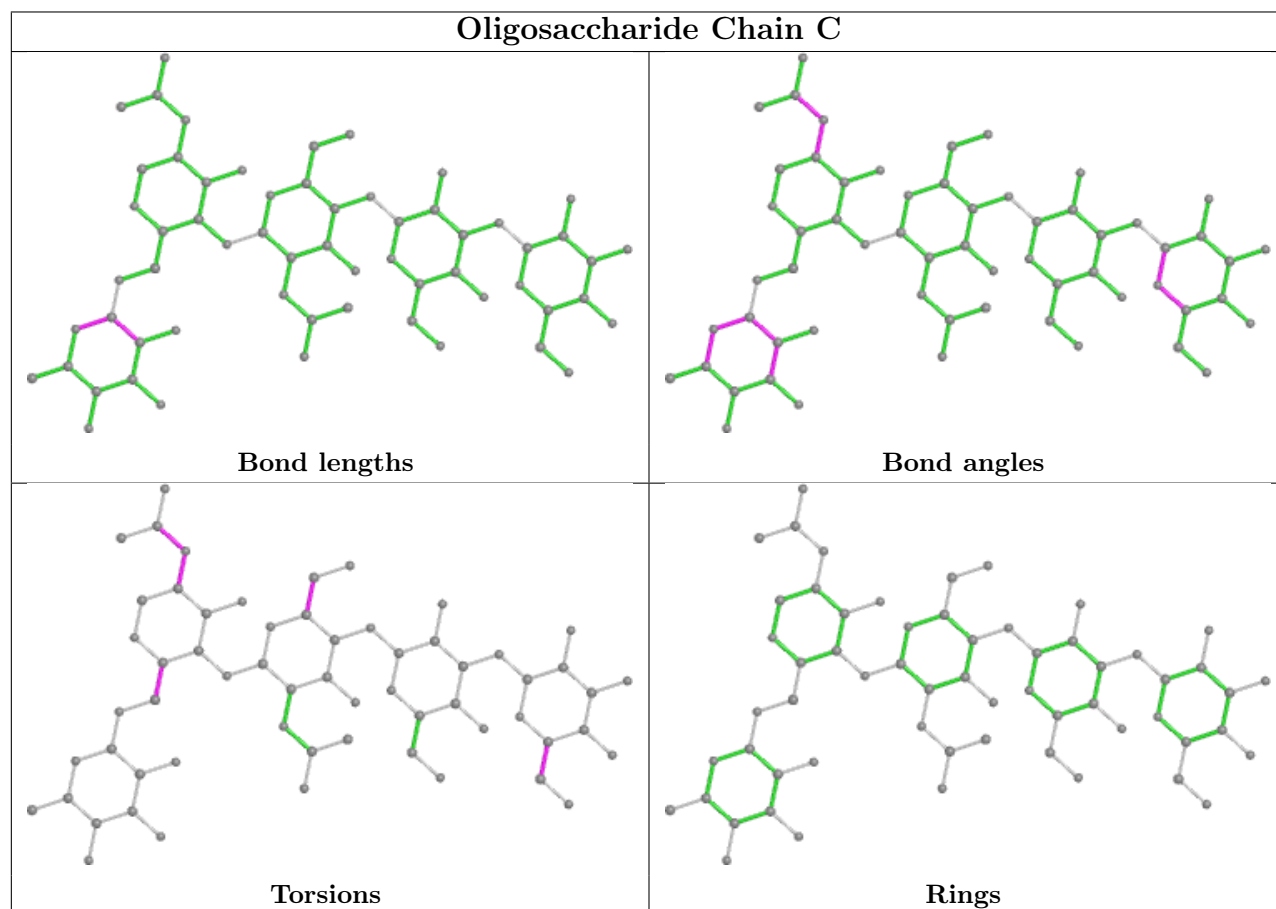 Oligosaccharide Chain C
Bond lengths
Bond angles
Torsions
Rings